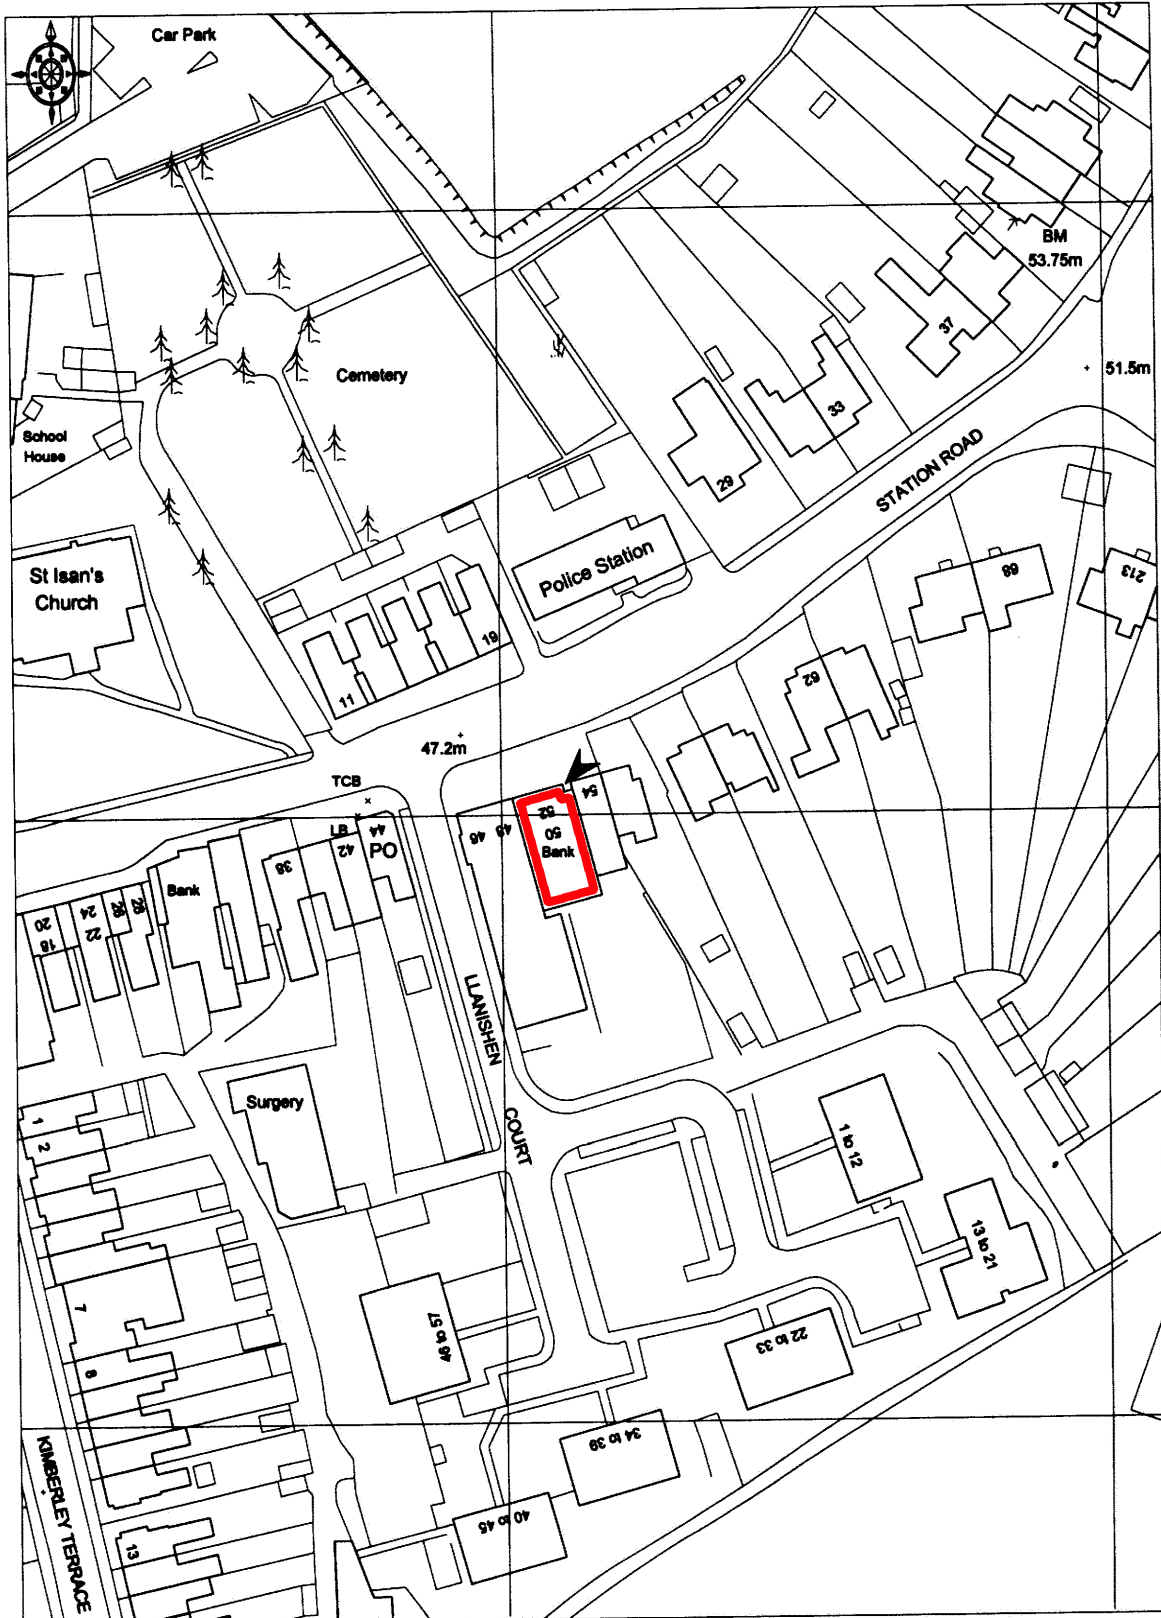 Car Park
BM
53.75m
37
51.5m
Cemetery
33
School
House
STATION ROAD
29
Police Station
St Isan's
Church
68
213
19
11
62
47.2m
TCB
54
52
LB
44
46
48
50
42
PO
Bank
38
Bank
20
18
24
22
26
28
LLANISHEN
COURT
Surgery
1
2
1 to 12
13 to 21
7
46 to 57
22 to 33
8
34 to 39
KIMBERLEY TERRACE
40 to 45
13